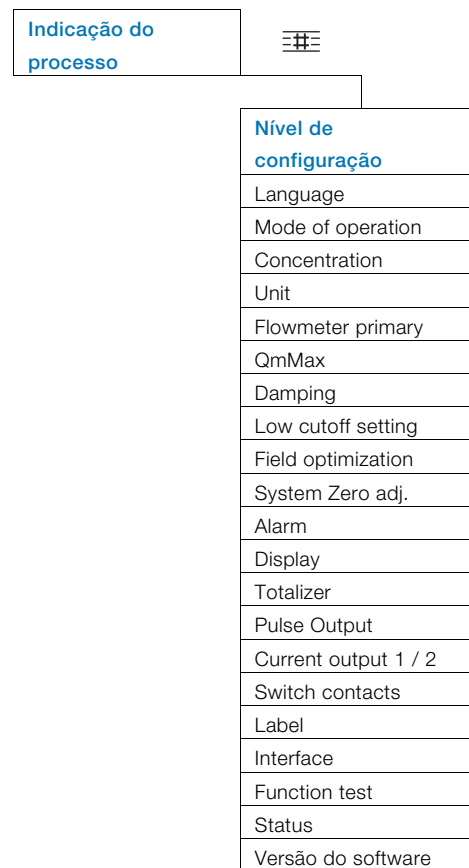 Indicação do
processo
Nível de
configuração
Language
Mode of operation
Concentration
Unit
Flowmeter primary
QmMax
Damping
Low cutoff setting
Field optimization
System Zero adj.
Alarm
Display
Totalizer
Pulse Output
Current output 1 / 2
Switch contacts
Label
Interface
Function test
Status
Versão do software